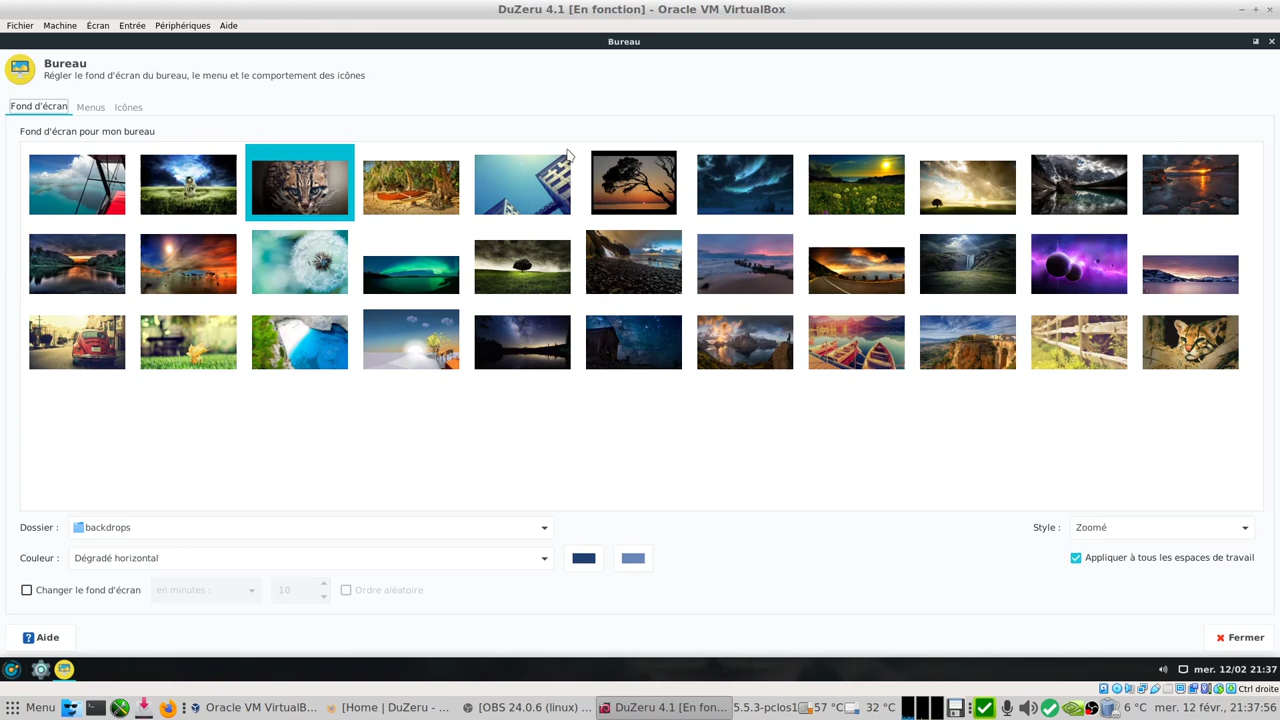 DuZeru 4.1 [En fonction] - Oracle VM VirtualBox
Fichier Machine Écran Entrée Périphériques Aide
Bureau
Bureau
Régler le fond d'écran du bureau, le menu et le comportement des icônes
Fond d'écran Menus Icônes
Fond d'écran pour mon bureau
Dossier : backdrops Style : Zoomé
Couleur : Dégradé horizontal Appliquer à tous les espaces de travail
Changer le fond d'écran en minutes : 10 Ordre aléatoire
Aide Fermer
mer. 12/02 21:37
Ctrl droite
Menu Oracle VM VirtualB... [Home | DuZeru - ... [OBS 24.0.6 (linux) ... DuZeru 4.1 [En fon... 5.5.3-pclos1 57 °C 32 °C 6 °C mer. 12 févr., 21:37:56